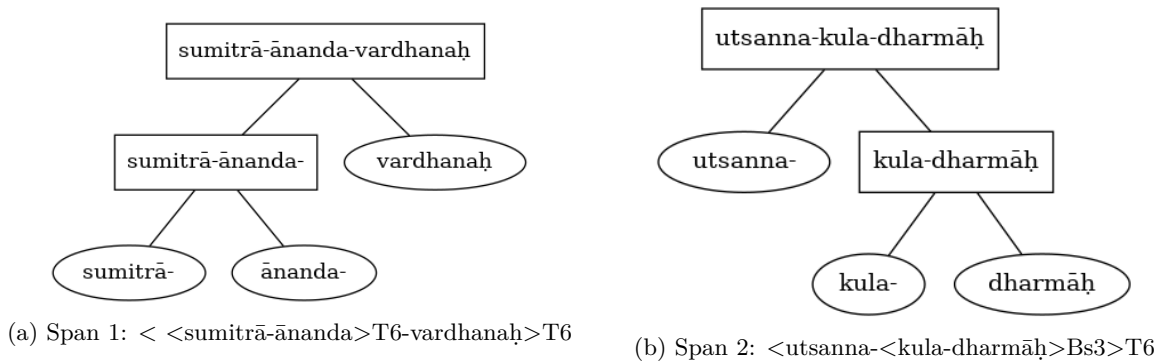 sumitrā-ānanda-vardhanaḥ
sumitrā-ānanda-
vardhanaḥ
sumitrā-
ānanda-
(a) Span 1: < <sumitrā-ānanda>T6-vardhanaḥ>T6
utsanna-kula-dharmāḥ
utsanna-
kula-dharmāḥ
kula-
dharmāḥ
(b) Span 2: <utsanna-<kula-dharmāḥ>Bs3>T6